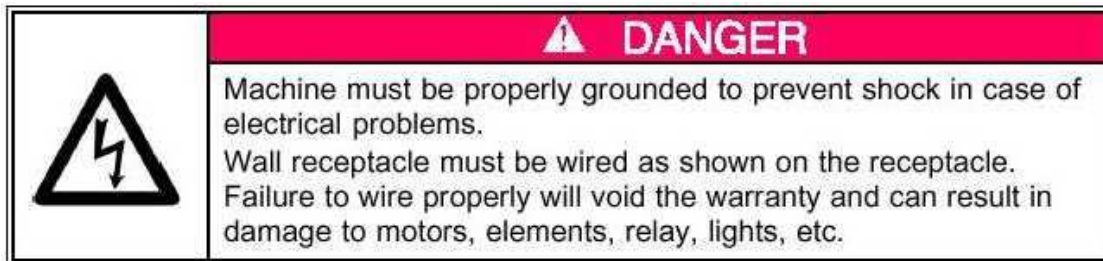 DANGER
Machine must be properly grounded to prevent shock in case of
electrical problems.
Wall receptacle must be wired as shown on the receptacle.
Failure to wire properly will void the warranty and can result in
damage to motors, elements, relay, lights, etc.